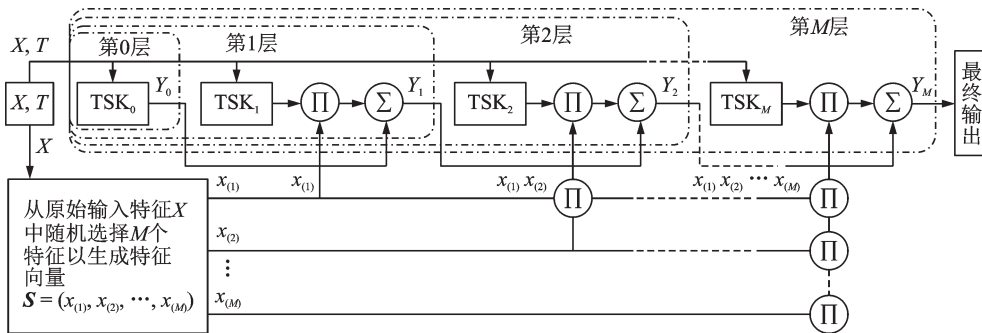 第0层
第1层
第2层
第M层
X, T
X, T
X
TSK₀
Y₀
TSK₁
∏
Σ
Y₁
TSK₂
∏
Σ
Y₂
TSK_M
∏
Σ
Y_M
最终输出
从原始输入特征X
中随机选择M个
特征以生成特征
向量
S = (x₍₁₎, x₍₂₎, ⋯, x₍M₎)
x₍₁₎
x₍₁₎
x₍₁₎ x₍₂₎
x₍₁₎ x₍₂₎ ⋯ x₍M₎
∏
∏
x₍₂₎
∏
⋮
x₍M₎
∏